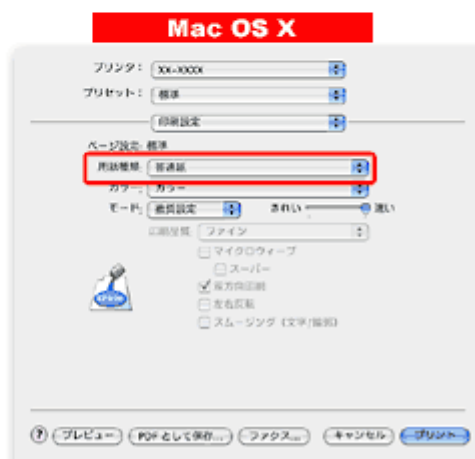 Mac OS X
プリンタ: XX-XXXX
プリセット: 標準
印刷設定
ページ設定: 標準
用紙種類: 普通紙
カラー: カラー
モード: 推奨設定 きれい 速い
印刷品質: ファイン
マイクロウィーブ
スーパー
双方向印刷
左右反転
スムージング (文字/輪郭)
EPSON
? プレビュー PDF として保存... ファクス... キャンセル プリント